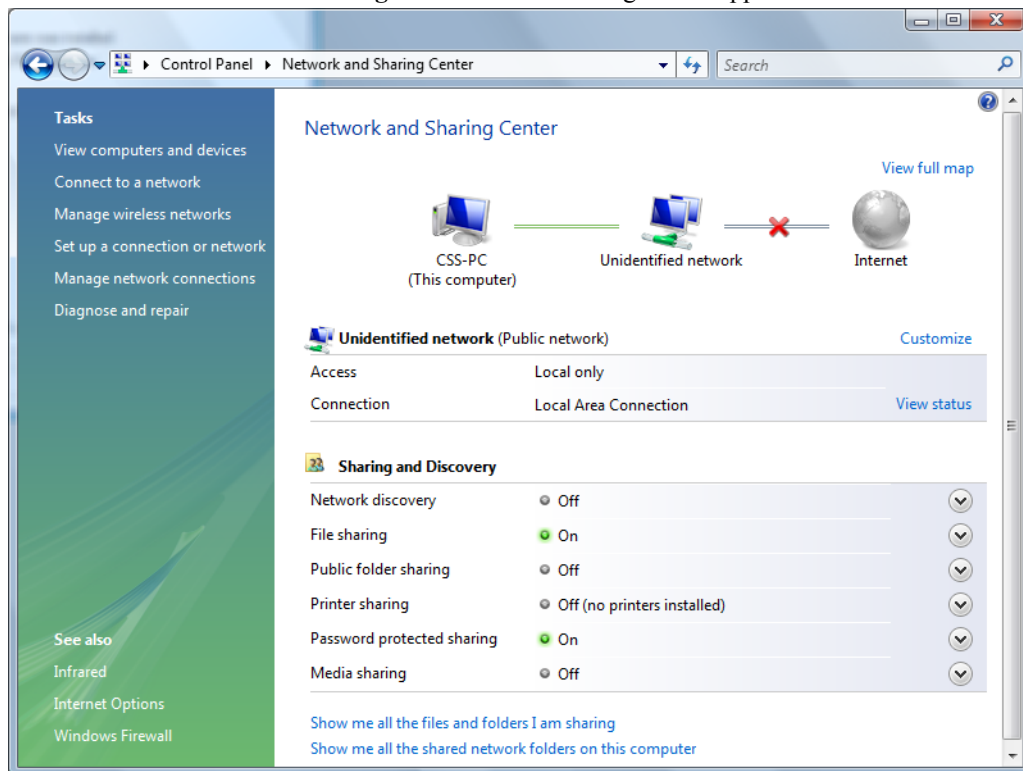 Control Panel ▸ Network and Sharing Center
Search
Tasks
View computers and devices
Connect to a network
Manage wireless networks
Set up a connection or network
Manage network connections
Diagnose and repair
See also
Infrared
Internet Options
Windows Firewall
Network and Sharing Center
View full map
CSS-PC
(This computer)
Unidentified network
Internet
Unidentified network (Public network)
Customize
Access Local only
Connection Local Area Connection View status
Sharing and Discovery
Network discovery Off
File sharing On
Public folder sharing Off
Printer sharing Off (no printers installed)
Password protected sharing On
Media sharing Off
Show me all the files and folders I am sharing
Show me all the shared network folders on this computer